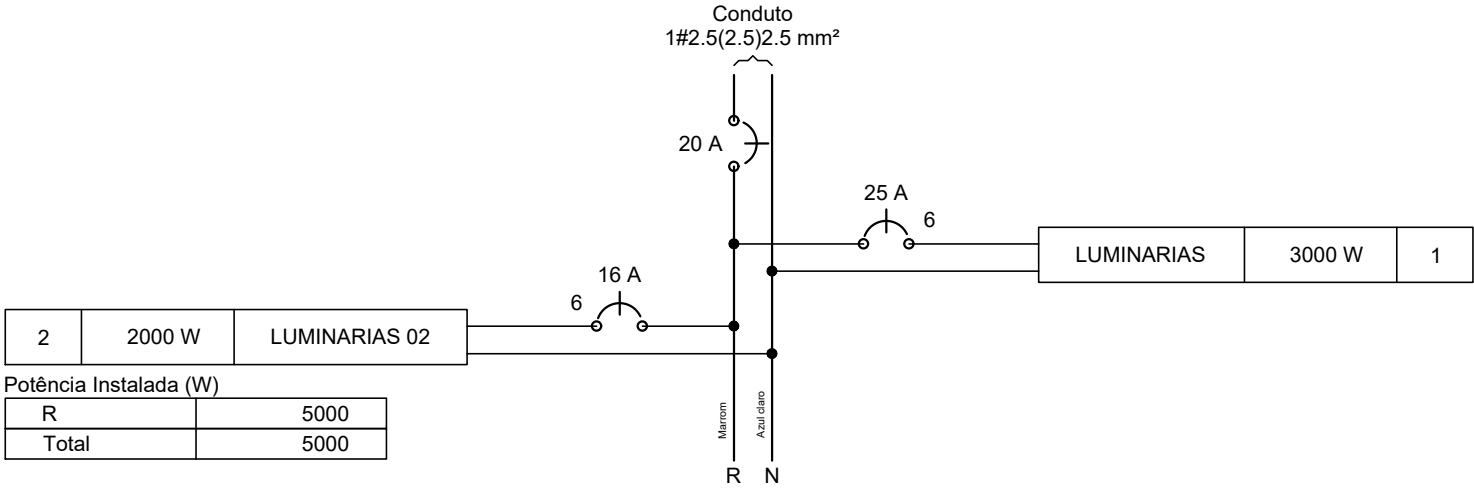 Conduto
1#2.5(2.5)2.5 mm²
20 A
25 A
6
LUMINARIAS 3000 W 1
16 A
6
2 2000 W LUMINARIAS 02
Potência Instalada (W)
R 5000
Total 5000
Marrom
Azul claro
R N